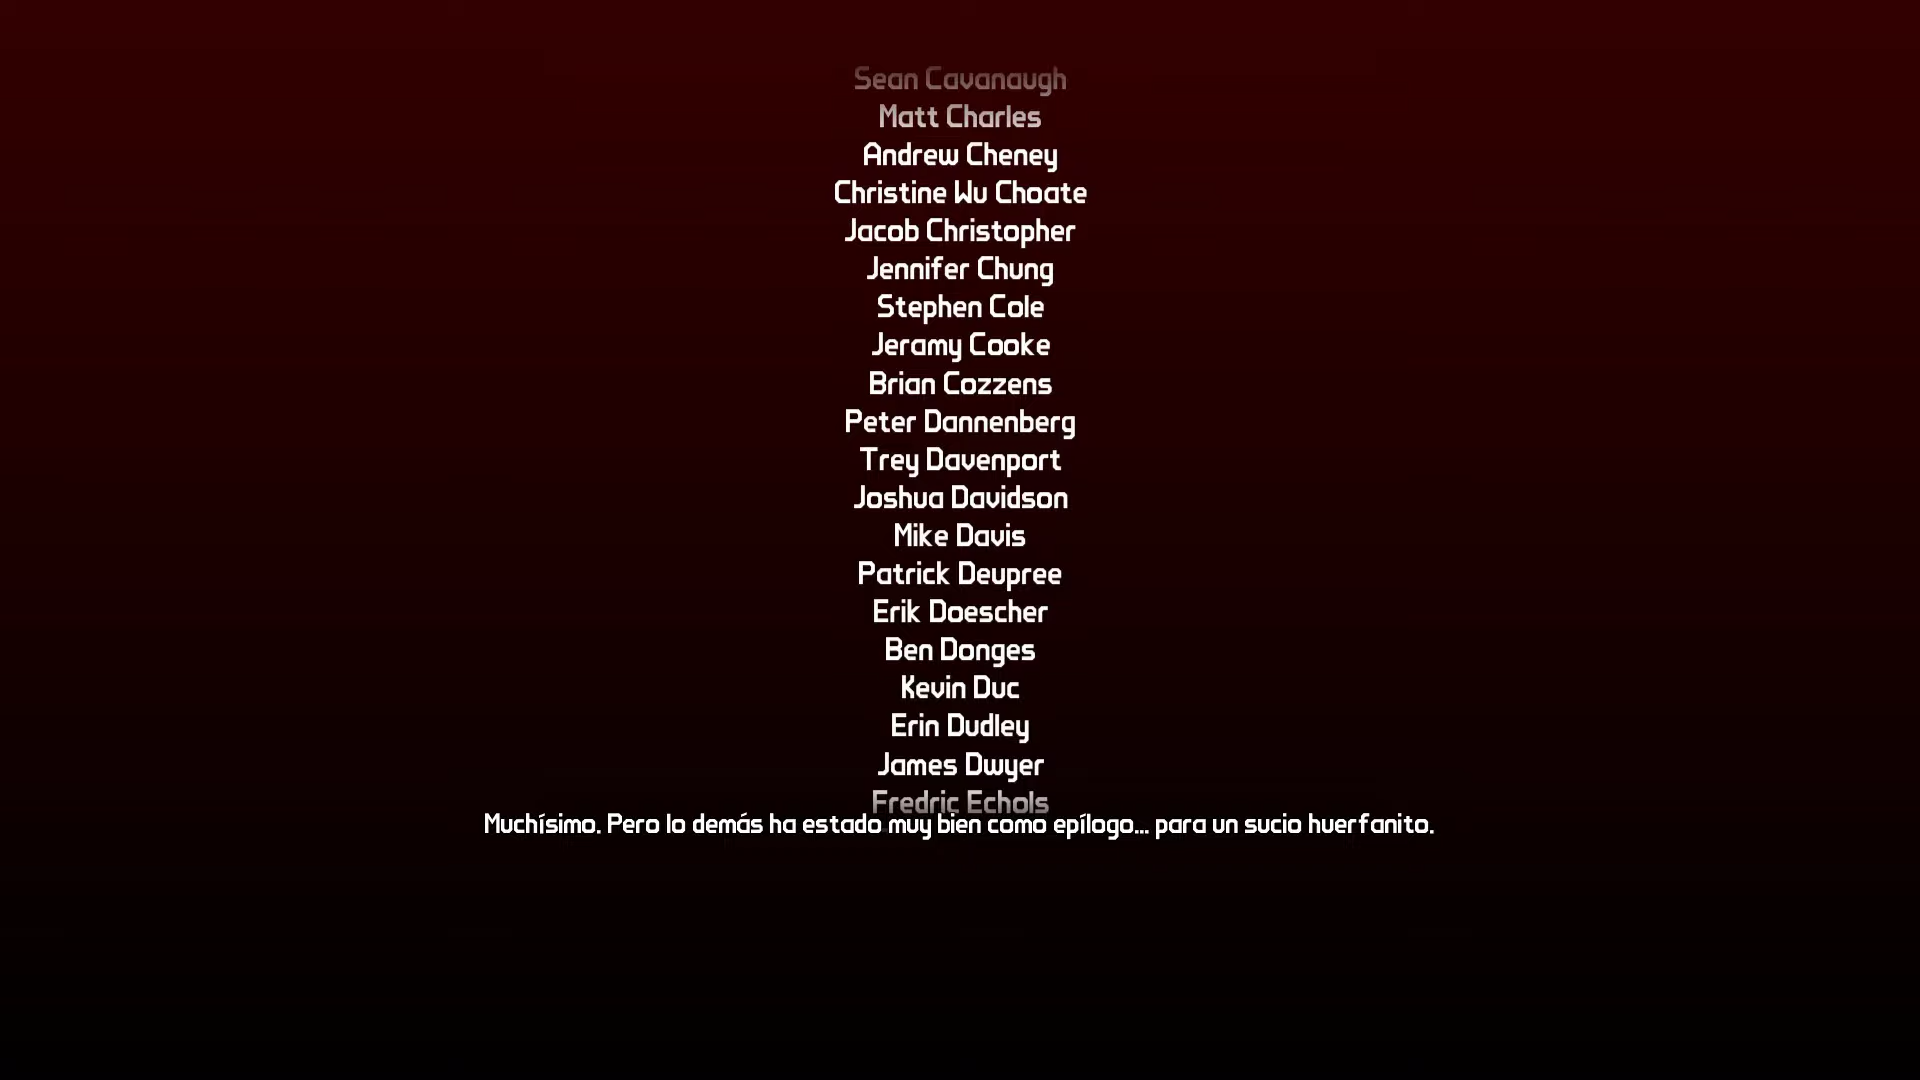 Sean Cavanaugh
Matt Charles
Andrew Cheney
Christine Wu Choate
Jacob Christopher
Jennifer Chung
Stephen Cole
Jeramy Cooke
Brian Cozzens
Peter Dannenberg
Trey Davenport
Joshua Davidson
Mike Davis
Patrick Deupree
Erik Doescher
Ben Donges
Kevin Duc
Erin Dudley
James Dwyer
Fredric Echols
Muchísimo. Pero lo demás ha estado muy bien como epílogo... para un sucio huerfanito.